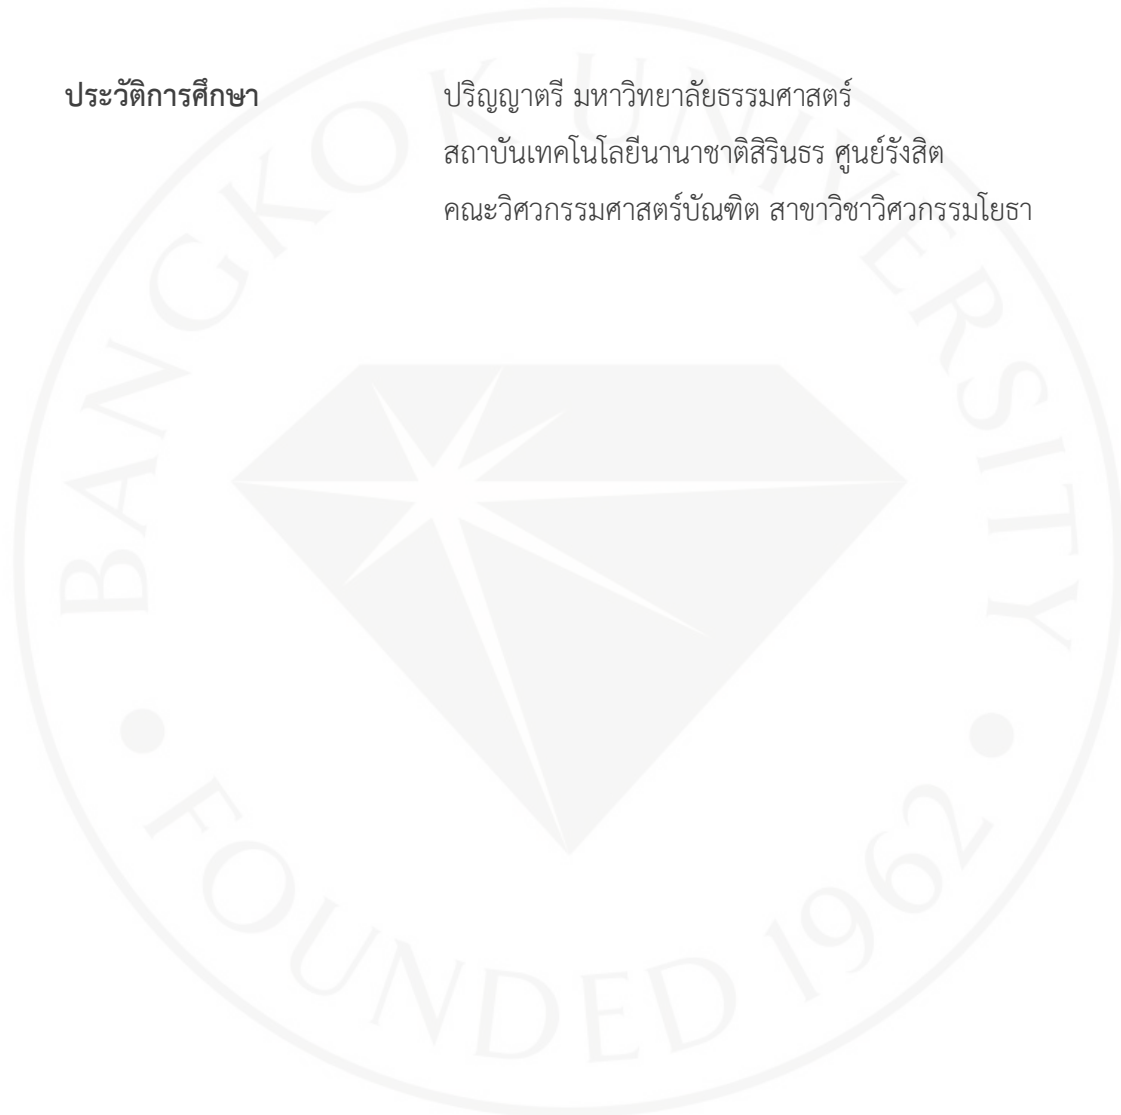 ประวัติการศึกษา ปริญญาตรี มหาวิทยาลัยธรรมศาสตร์
สถาบันเทคโนโลยีนานาชาติสิรินธร ศูนย์รังสิต
คณะวิศวกรรมศาสตร์บัณฑิต สาขาวิชาวิศวกรรมโยธา
BANGKOK UNIVERSITY
• FOUNDED 1962 •